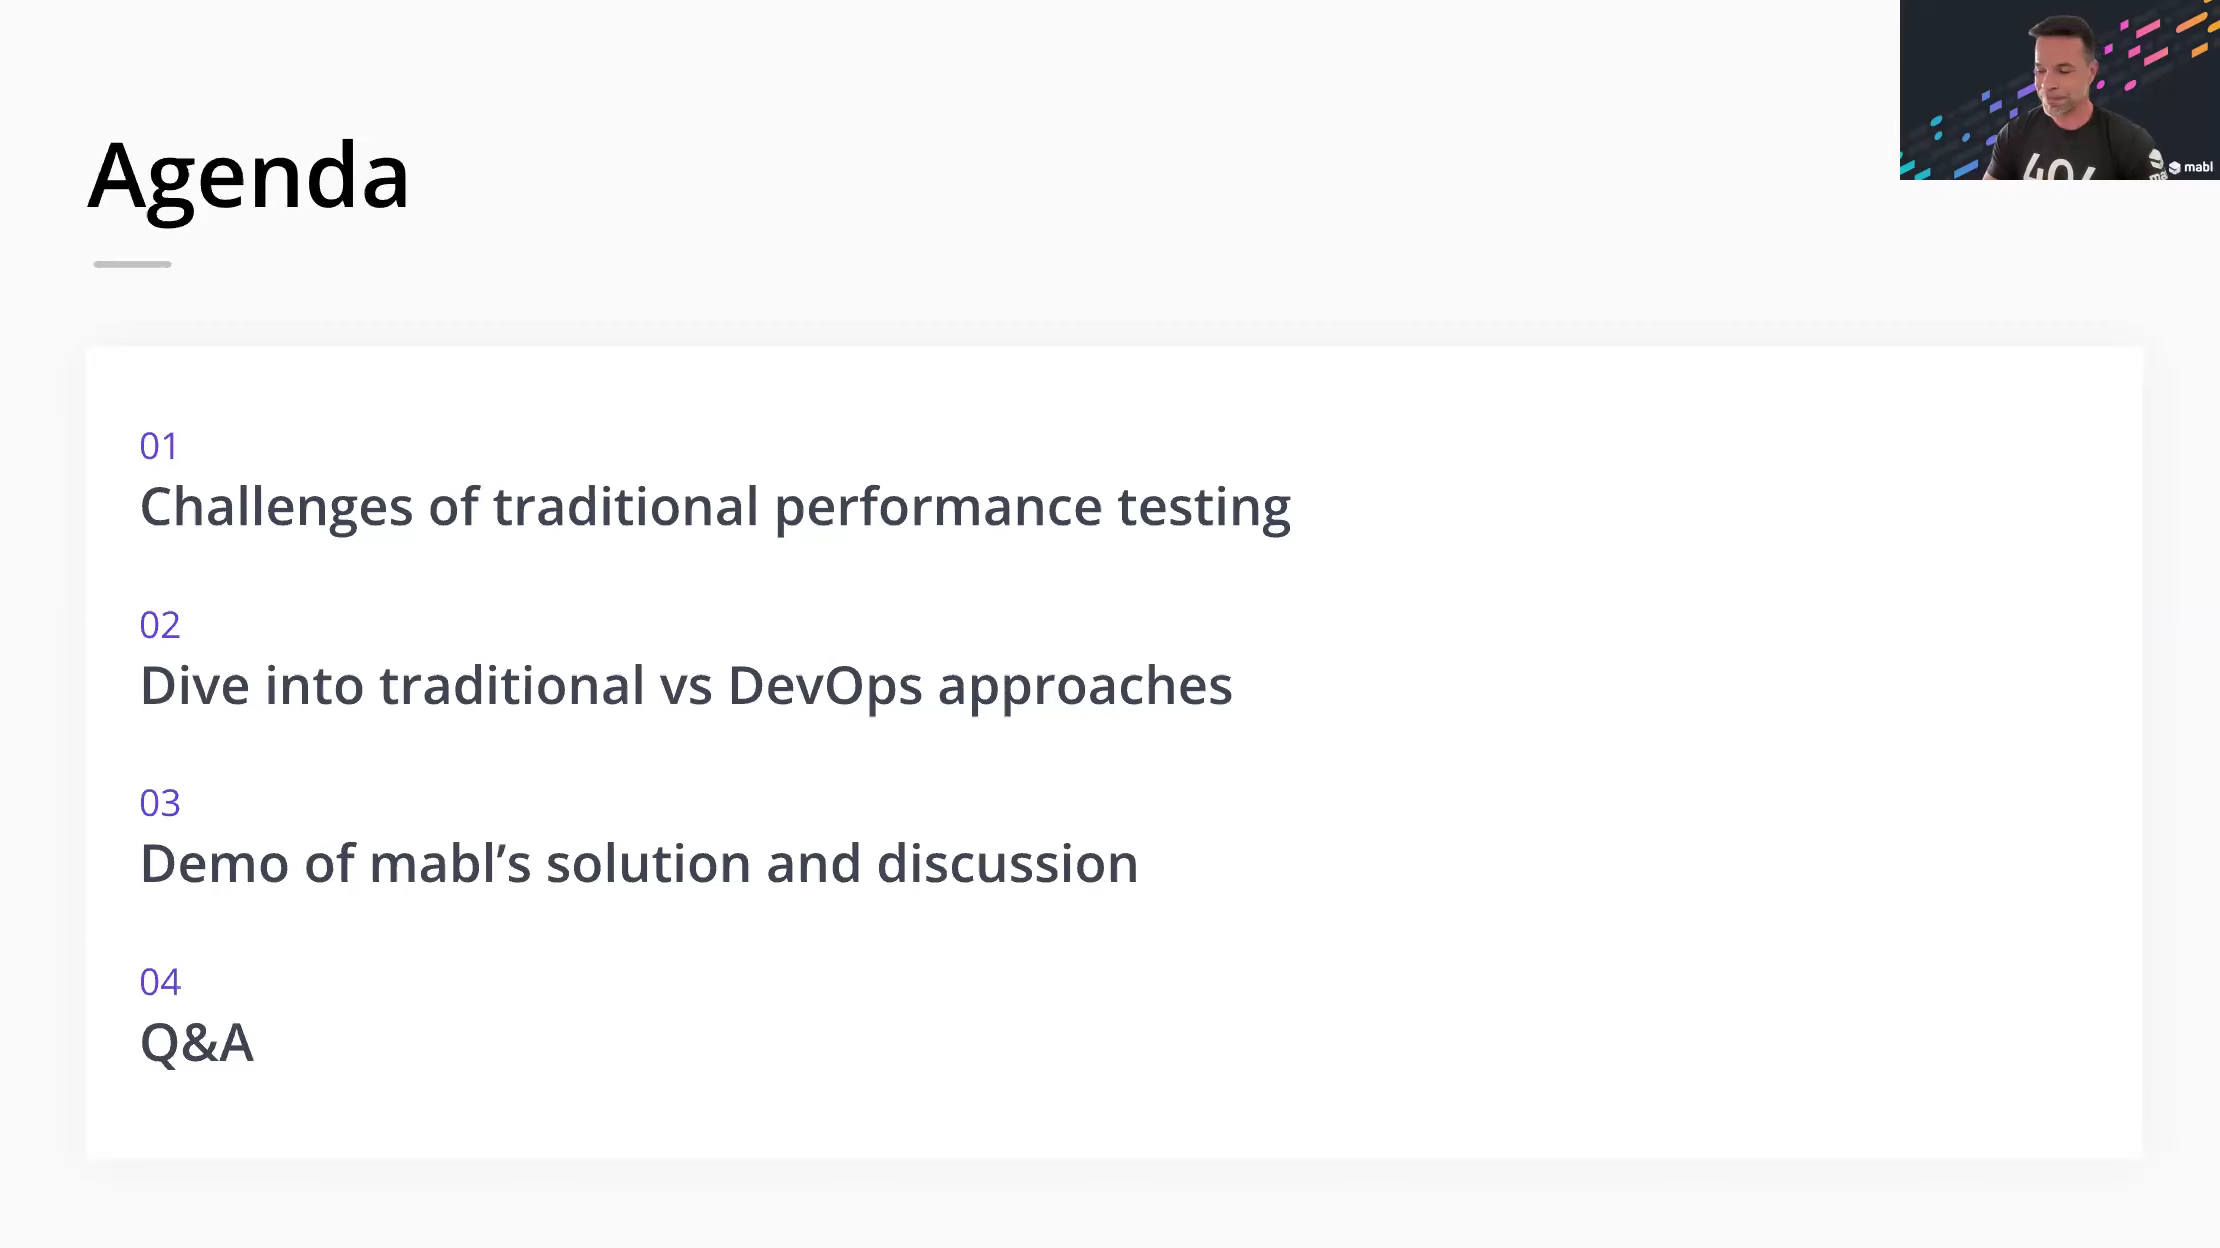 Agenda
01
Challenges of traditional performance testing
02
Dive into traditional vs DevOps approaches
03
Demo of mabl’s solution and discussion
04
Q&A
404
mabl